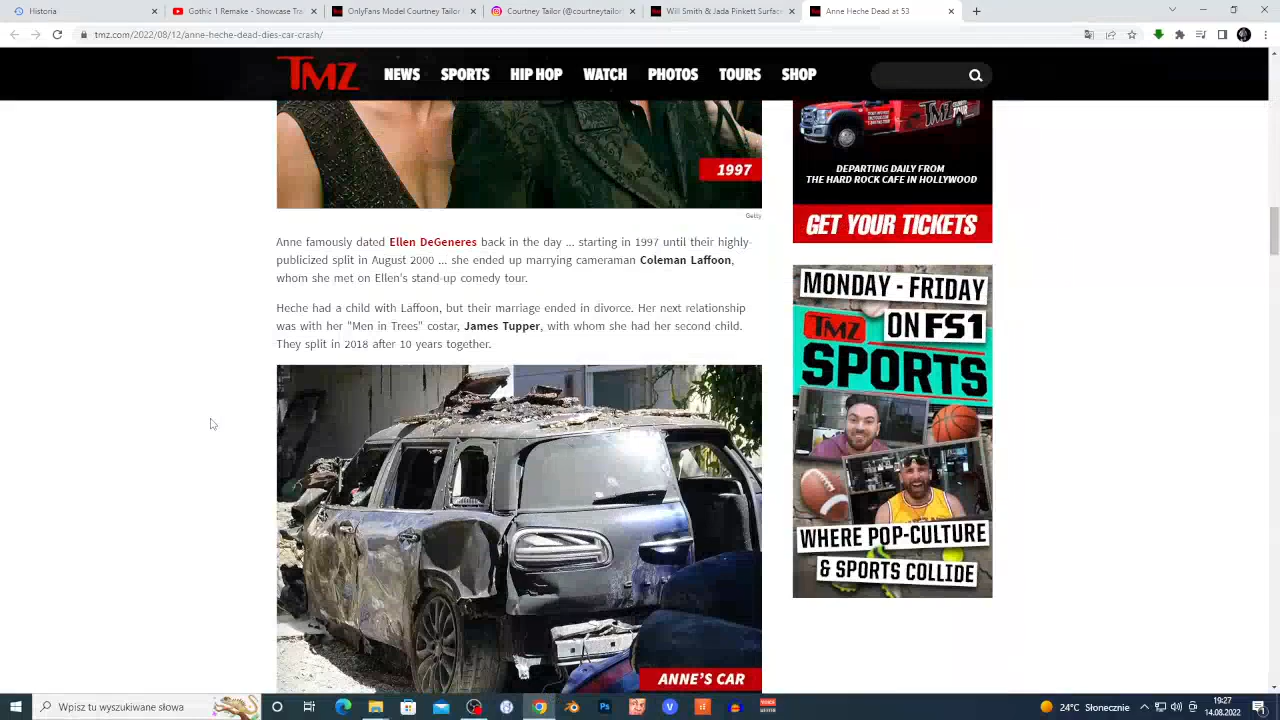 Historia
Gothic 1 Remake - Showcase Tra
OnlyFans Model Courtney Tailor
Courtney Tailor (@courtneytailor
Will Smith & Jada Pinkett Surface
Anne Heche Dead at 53
tmz.com/2022/08/12/anne-heche-dead-dies-car-crash/
TMZ
NEWS
SPORTS
HIP HOP
WATCH
PHOTOS
TOURS
SHOP
1997
Getty
Anne famously dated Ellen DeGeneres back in the day ... starting in 1997 until their highly-
publicized split in August 2000 ... she ended up marrying cameraman Coleman Laffoon,
whom she met on Ellen's stand-up comedy tour.
Heche had a child with Laffoon, but their marriage ended in divorce. Her next relationship
was with her "Men in Trees" costar, James Tupper, with whom she had her second child.
They split in 2018 after 10 years together.
ANNE'S CAR
TMZ
DEPARTING DAILY FROM
THE HARD ROCK CAFE IN HOLLYWOOD
GET YOUR TICKETS
MONDAY - FRIDAY
TMZ ON FS1
SPORTS
WHERE POP-CULTURE
& SPORTS COLLIDE
Wpisz tu wyszukiwane słowa
24°C Słonecznie
19:27
14.08.2022